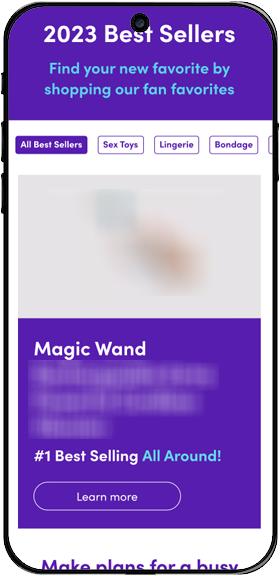 2023 Best Sellers
Find your new favorite by
shopping our fan favorites
All Best Sellers
Sex Toys
Lingerie
Bondage
Magic Wand
#1 Best Selling All Around!
Learn more
Make plans for a busy